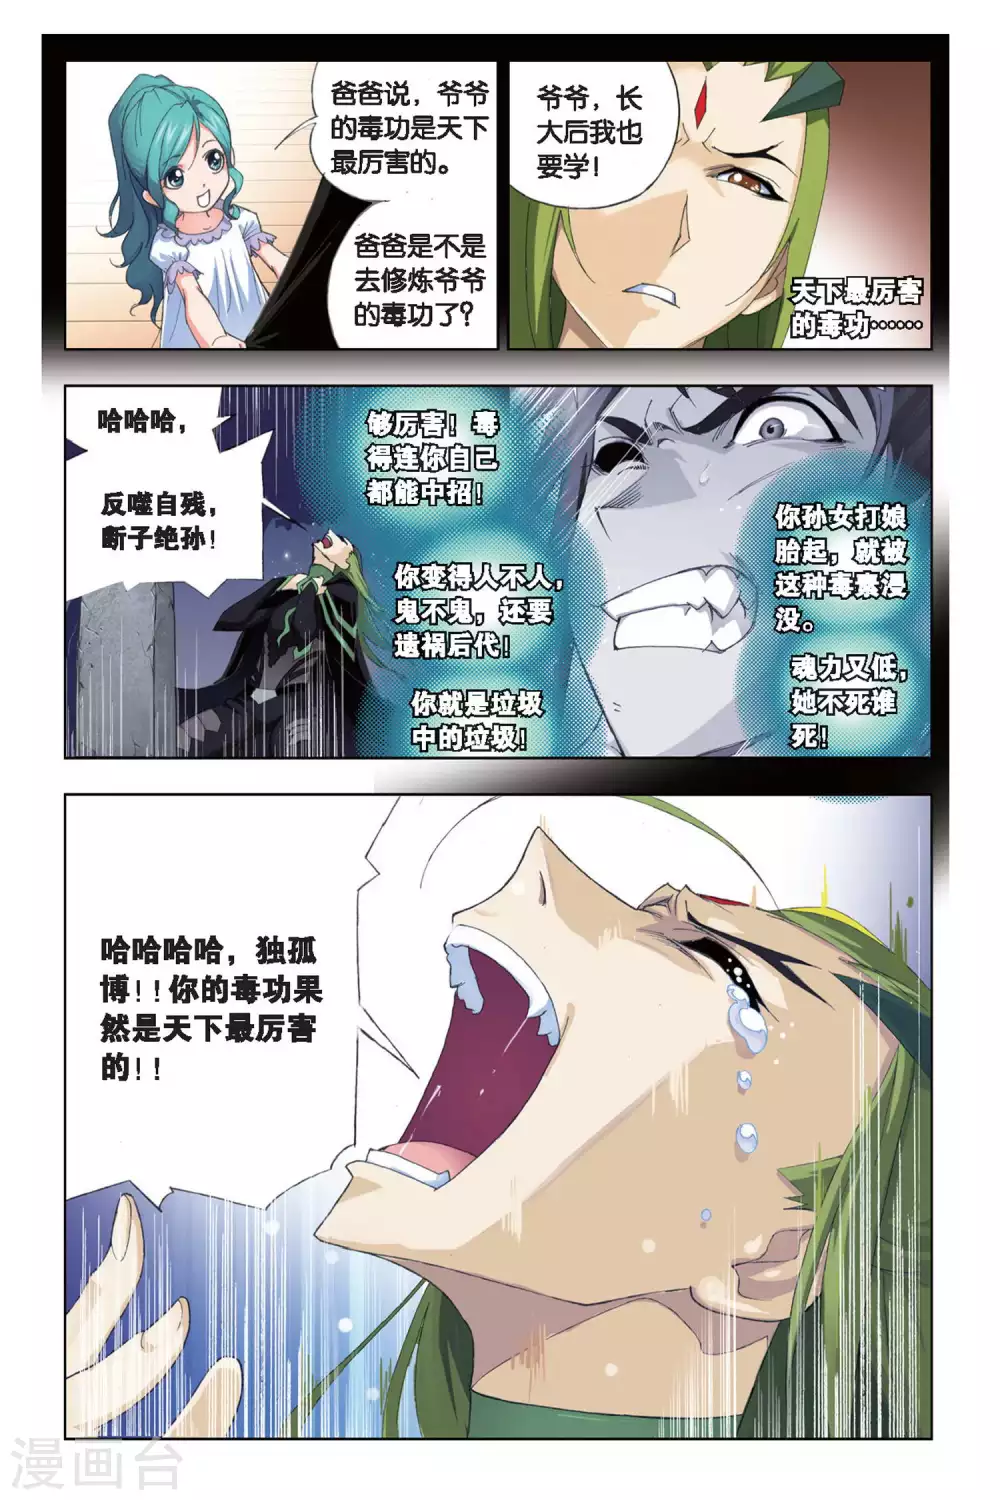 爸爸说，爷爷
的毒功是天下
最厉害的。
爸爸是不是
去修炼爷爷
的毒功了？
爷爷，长
大后我也
要学！
天下最厉害
的毒功……
哈哈哈，
反噬自残，
断子绝孙！
够厉害！毒
得连你自己
都能中招！
你变得人不人，
鬼不鬼，还要
遗祸后代！
你就是垃圾
中的垃圾！
你孙女打娘
胎起，就被
这种毒素浸
没。
魂力又低，
她不死谁
死！
哈哈哈哈，独孤
博！！你的毒功果
然是天下最厉害
的！！
漫画台